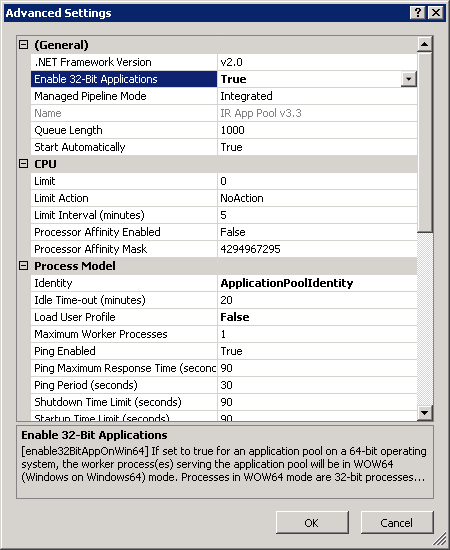 Advanced Settings
(General)
.NET Framework Version v2.0
Enable 32-Bit Applications True
Managed Pipeline Mode Integrated
Name IR App Pool v3.3
Queue Length 1000
Start Automatically True
CPU
Limit 0
Limit Action NoAction
Limit Interval (minutes) 5
Processor Affinity Enabled False
Processor Affinity Mask 4294967295
Process Model
Identity ApplicationPoolIdentity
Idle Time-out (minutes) 20
Load User Profile False
Maximum Worker Processes 1
Ping Enabled True
Ping Maximum Response Time (second 90
Ping Period (seconds) 30
Shutdown Time Limit (seconds) 90
Startup Time Limit (seconds) 90
Enable 32-Bit Applications
[enable32BitAppOnWin64] If set to true for an application pool on a 64-bit operating
system, the worker process(es) serving the application pool will be in WOW64
(Windows on Windows64) mode. Processes in WOW64 mode are 32-bit processes...
OK Cancel